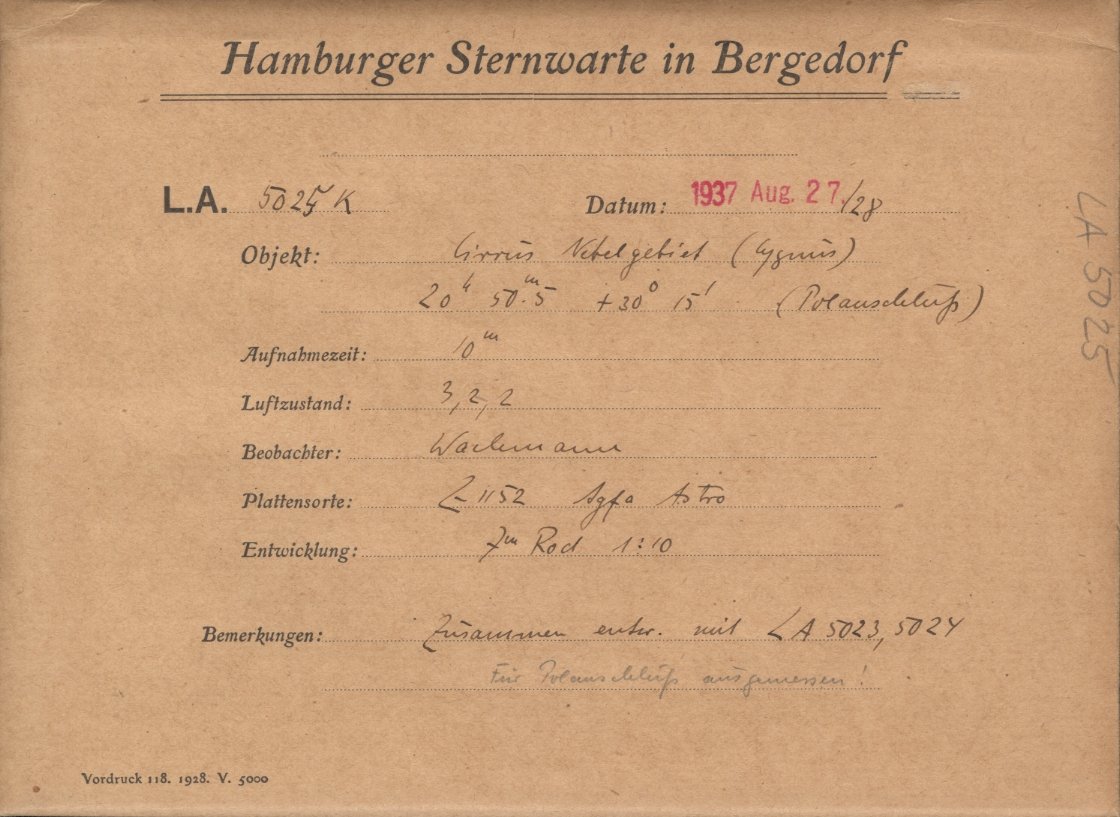 Hamburger Sternwarte in Bergedorf
L.A. 5025 K
Datum: 1937 Aug. 27./28
Objekt: Cirrus Nebelgebiet (Cygnus)
20ʰ 50ᵐ.5 +30° 15' (Polanschluß)
Aufnahmezeit: 10ᵐ
Luftzustand: 3, 2, 2
Beobachter: Wachmann
Plattensorte: 1152 Agfa Astro
Entwicklung: 7ᵐ Rod 1:10
Bemerkungen: Zusammen entw. mit LA 5023, 5024
Für Polanschluß ausgemessen!
Vordruck 118. 1928. V. 5000
LA 5025